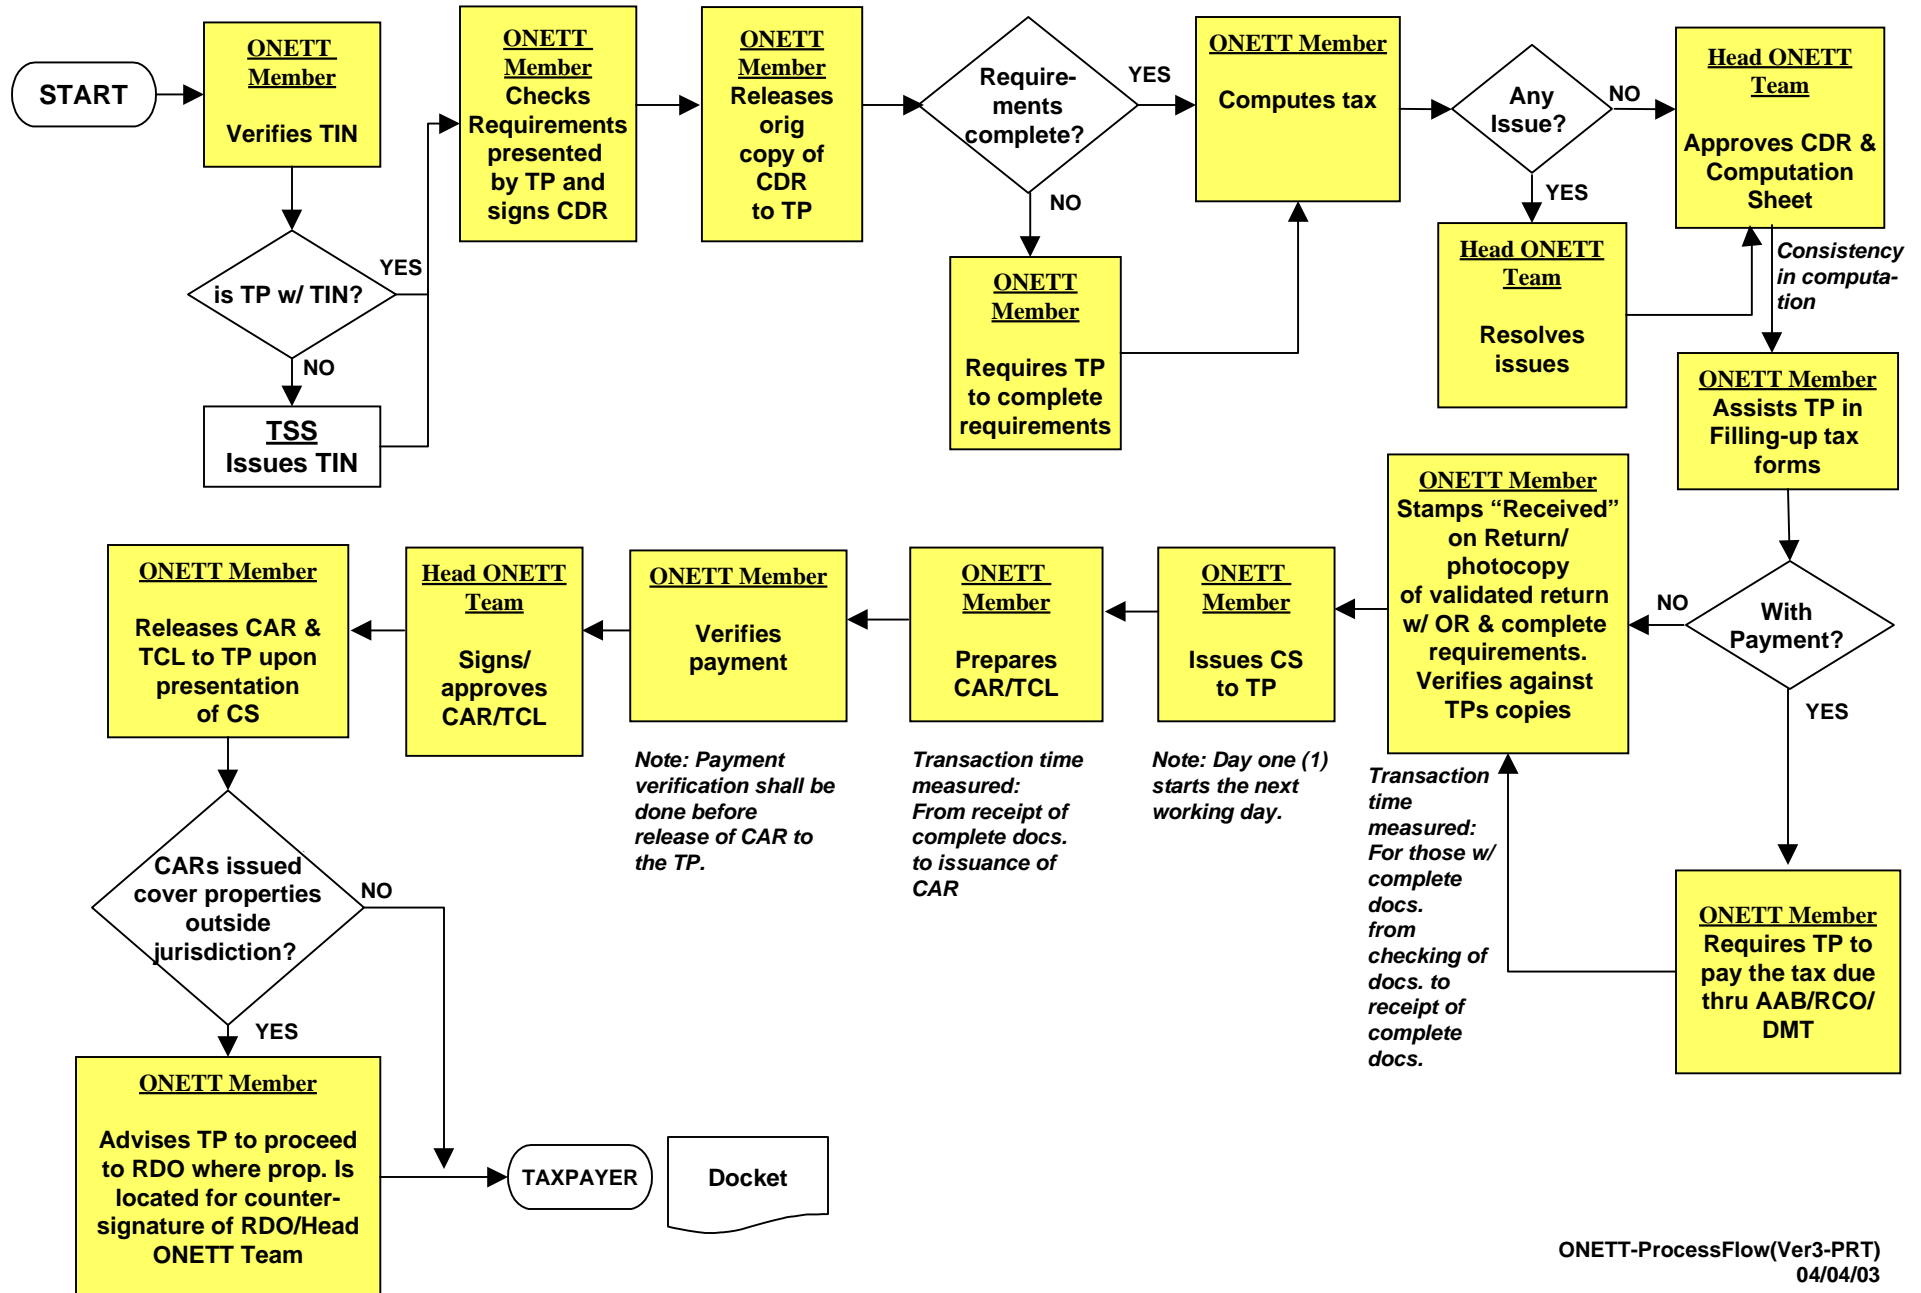 START
ONETT
Member
Verifies TIN
is TP w/ TIN?
YES
NO
TSS
Issues TIN
ONETT
Member
Checks
Requirements
presented
by TP and
signs CDR
ONETT
Member
Releases
orig
copy of
CDR
to TP
Require-
ments
complete?
YES
NO
ONETT
Member
Requires TP
to complete
requirements
ONETT Member
Computes tax
Any
Issue?
NO
YES
Head ONETT
Team
Resolves
issues
Head ONETT
Team
Approves CDR &
Computation
Sheet
Consistency
in computa-
tion
ONETT Member
Assists TP in
Filling-up tax
forms
With
Payment?
NO
YES
ONETT Member
Requires TP to
pay the tax due
thru AAB/RCO/
DMT
ONETT Member
Stamps “Received”
on Return/
photocopy
of validated return
w/ OR & complete
requirements.
Verifies against
TPs copies
Transaction
time
measured:
For those w/
complete
docs.
from
checking of
docs. to
receipt of
complete
docs.
ONETT
Member
Issues CS
to TP
Note: Day one (1)
starts the next
working day.
ONETT
Member
Prepares
CAR/TCL
Transaction time
measured:
From receipt of
complete docs.
to issuance of
CAR
ONETT Member
Verifies
payment
Note: Payment
verification shall be
done before
release of CAR to
the TP.
Head ONETT
Team
Signs/
approves
CAR/TCL
ONETT Member
Releases CAR &
TCL to TP upon
presentation
of CS
CARs issued
cover properties
outside
jurisdiction?
NO
YES
ONETT Member
Advises TP to proceed
to RDO where prop. Is
located for counter-
signature of RDO/Head
ONETT Team
TAXPAYER
Docket
ONETT-ProcessFlow(Ver3-PRT)
04/04/03